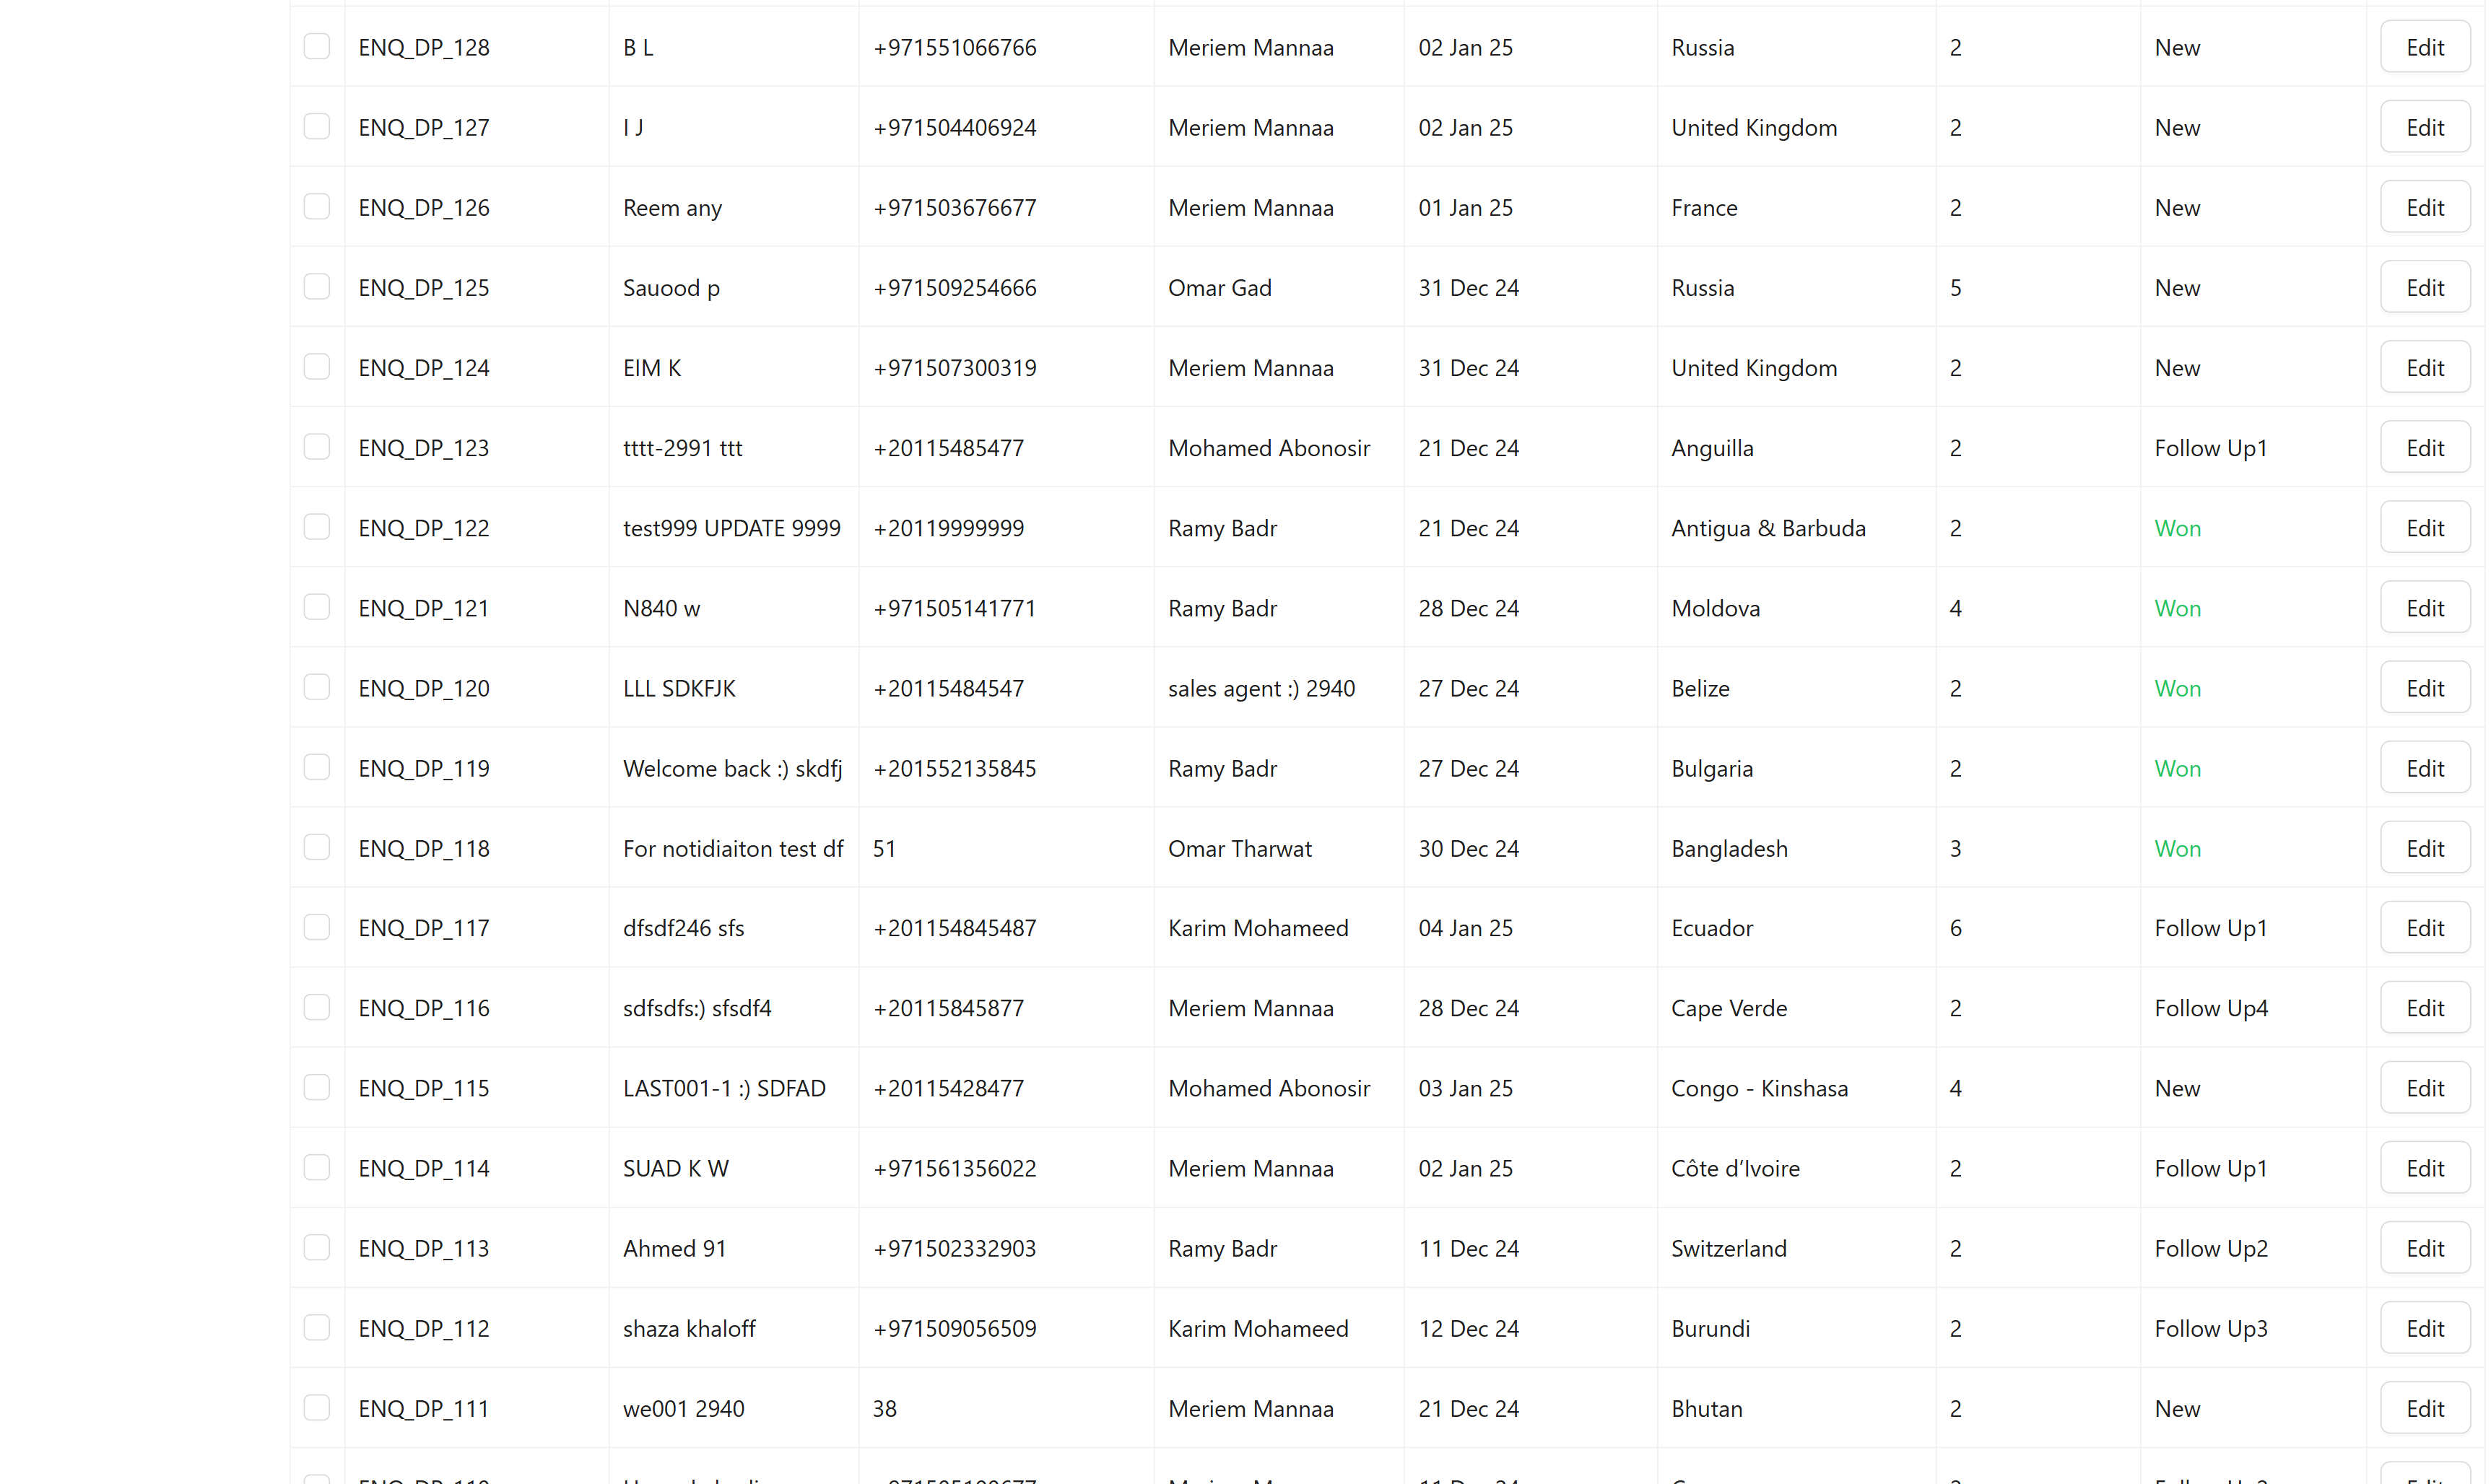 ENQ_DP_128 B L +971551066766 Meriem Mannaa 02 Jan 25 Russia 2 New Edit
ENQ_DP_127 I J +971504406924 Meriem Mannaa 02 Jan 25 United Kingdom 2 New Edit
ENQ_DP_126 Reem any +971503676677 Meriem Mannaa 01 Jan 25 France 2 New Edit
ENQ_DP_125 Sauood p +971509254666 Omar Gad 31 Dec 24 Russia 5 New Edit
ENQ_DP_124 EIM K +971507300319 Meriem Mannaa 31 Dec 24 United Kingdom 2 New Edit
ENQ_DP_123 tttt-2991 ttt +20115485477 Mohamed Abonosir 21 Dec 24 Anguilla 2 Follow Up1 Edit
ENQ_DP_122 test999 UPDATE 9999 +20119999999 Ramy Badr 21 Dec 24 Antigua & Barbuda 2 Won Edit
ENQ_DP_121 N840 w +971505141771 Ramy Badr 28 Dec 24 Moldova 4 Won Edit
ENQ_DP_120 LLL SDKFJK +20115484547 sales agent :) 2940 27 Dec 24 Belize 2 Won Edit
ENQ_DP_119 Welcome back :) skdfj +201552135845 Ramy Badr 27 Dec 24 Bulgaria 2 Won Edit
ENQ_DP_118 For notidiaiton test df 51 Omar Tharwat 30 Dec 24 Bangladesh 3 Won Edit
ENQ_DP_117 dfsdf246 sfs +201154845487 Karim Mohameed 04 Jan 25 Ecuador 6 Follow Up1 Edit
ENQ_DP_116 sdfsdfs:) sfsdf4 +20115845877 Meriem Mannaa 28 Dec 24 Cape Verde 2 Follow Up4 Edit
ENQ_DP_115 LAST001-1 :) SDFAD +20115428477 Mohamed Abonosir 03 Jan 25 Congo - Kinshasa 4 New Edit
ENQ_DP_114 SUAD K W +971561356022 Meriem Mannaa 02 Jan 25 Côte d’Ivoire 2 Follow Up1 Edit
ENQ_DP_113 Ahmed 91 +971502332903 Ramy Badr 11 Dec 24 Switzerland 2 Follow Up2 Edit
ENQ_DP_112 shaza khaloff +971509056509 Karim Mohameed 12 Dec 24 Burundi 2 Follow Up3 Edit
ENQ_DP_111 we001 2940 38 Meriem Mannaa 21 Dec 24 Bhutan 2 New Edit